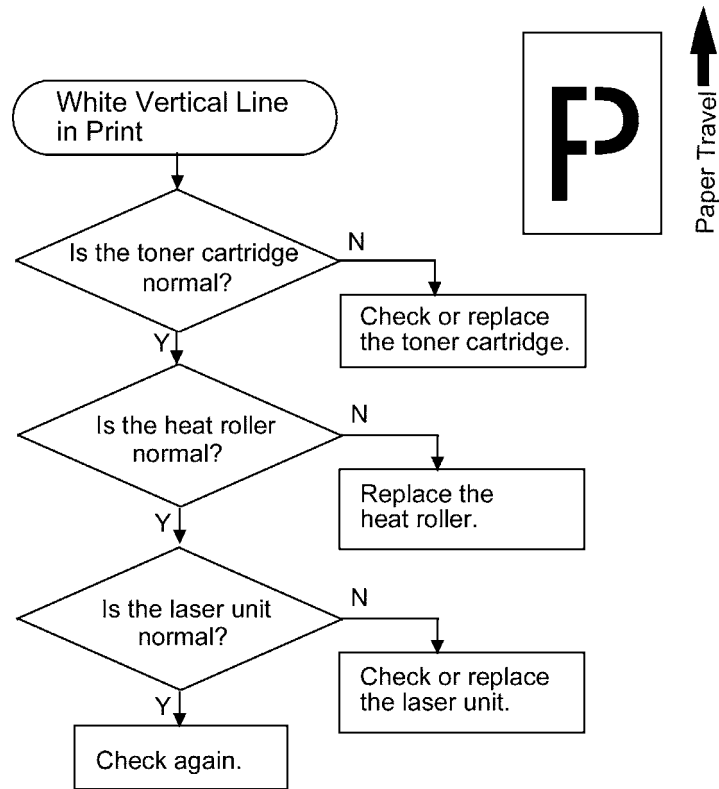 White Vertical Line
in Print
P
Paper Travel
Is the toner cartridge
normal?
N
Check or replace
the toner cartridge.
Y
Is the heat roller
normal?
N
Replace the
heat roller.
Y
Is the laser unit
normal?
N
Check or replace
the laser unit.
Y
Check again.